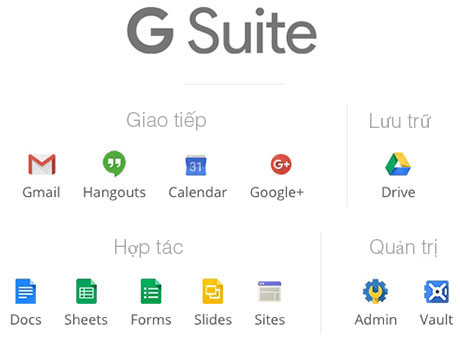 G Suite
Giao tiếp
Lưu trữ
31
Gmail Hangouts Calendar Google+
Drive
Hợp tác
Quản trị
Docs Sheets Forms Slides Sites
Admin Vault